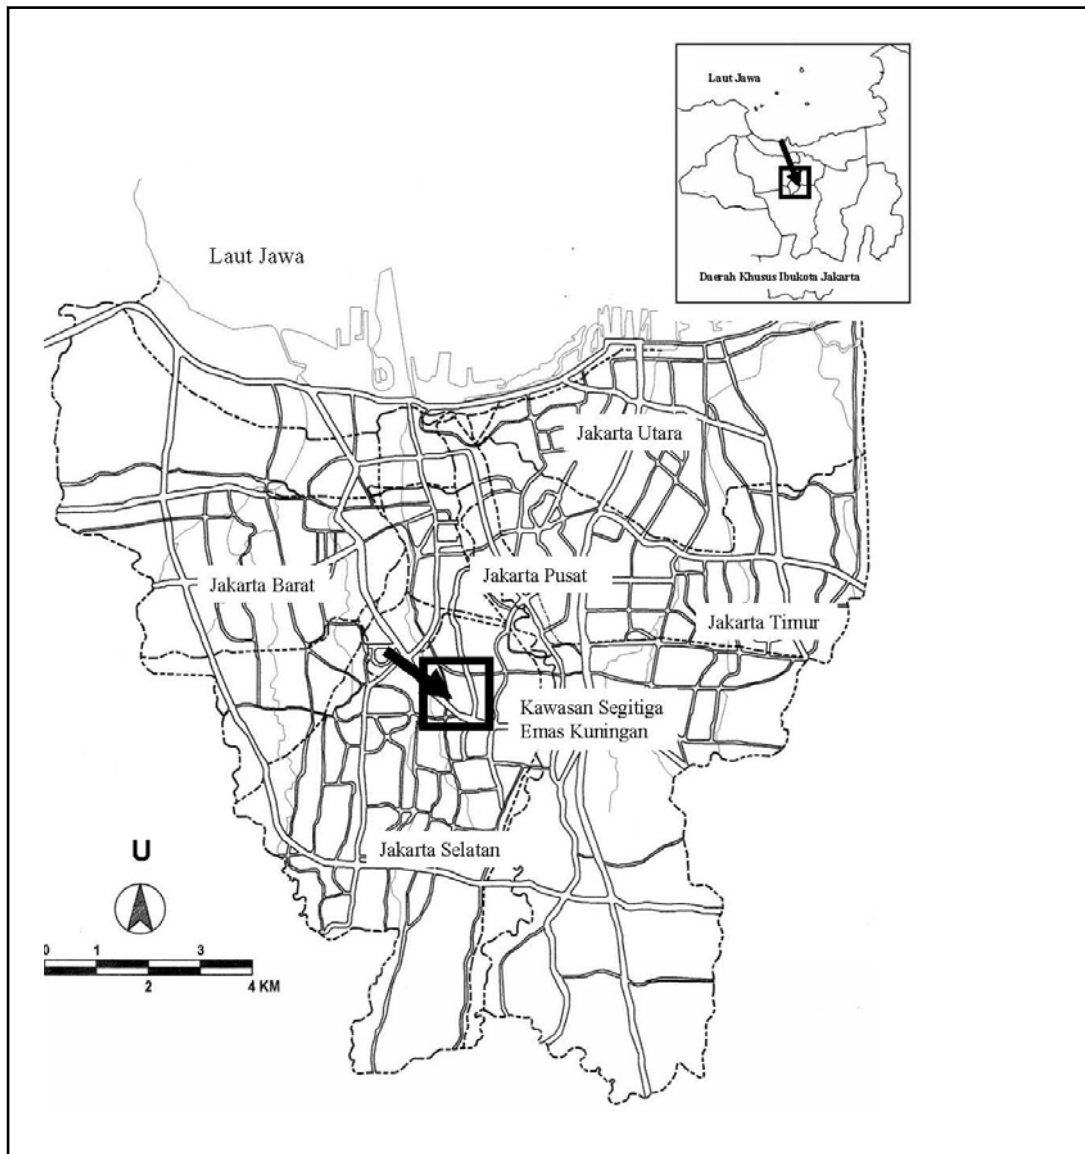 Laut Jawa
Daerah Khusus Ibukota Jakarta
Laut Jawa
Jakarta Utara
Jakarta Barat
Jakarta Pusat
Jakarta Timur
Kawasan Segitiga
Emas Kuningan
Jakarta Selatan
U
0 1 3
2 4 KM